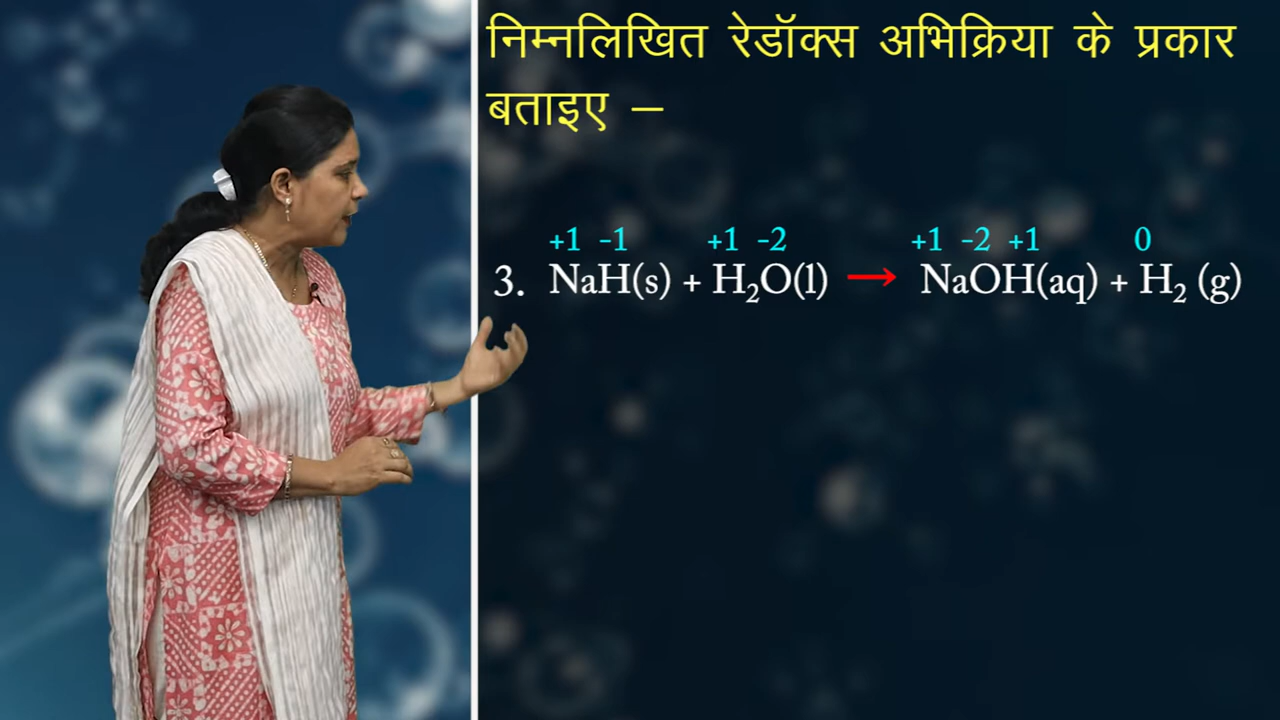 निम्नलिखित रेडॉक्स अभिक्रिया के प्रकार
बताइए –
+1 -1 +1 -2 +1 -2 +1 0
3. NaH(s) + H₂O(l) → NaOH(aq) + H₂ (g)